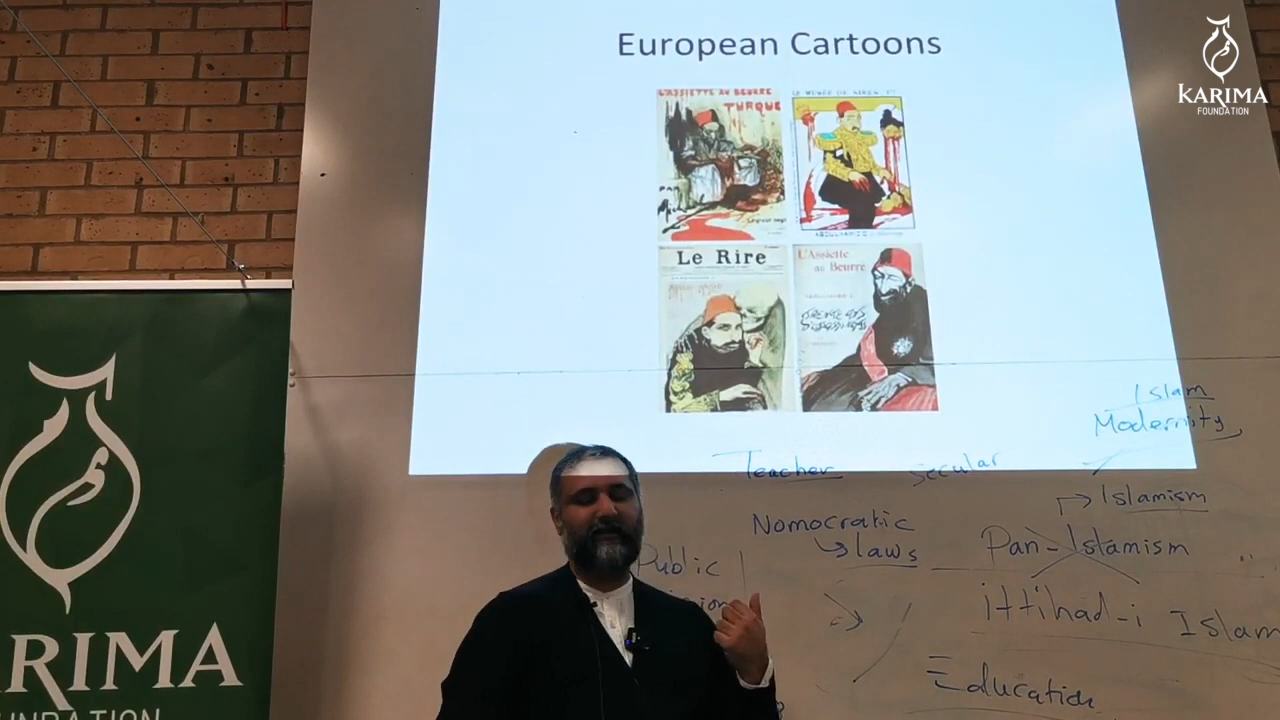 European Cartoons
L'ASSIETTE AU BEURRE
TURQUE
Le Rire
L'Assiette
au Beurre
KARIMA
FOUNDATION
ARIMA
Islam
Modernity
Teacher
Secular
Islamism
Nomocratic
laws
Pan-Islamism
Public
ittihad-i Islam
Education